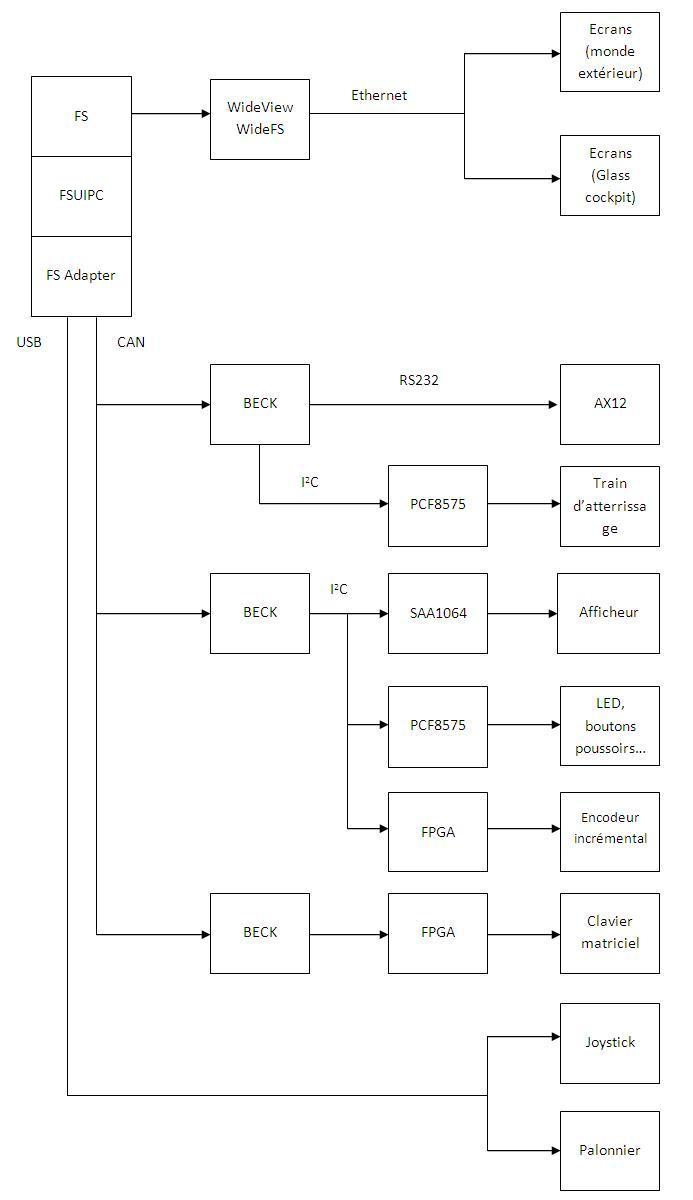 Ecrans
(monde
extérieur)
FS
WideView
WideFS
Ethernet
Ecrans
(Glass
cockpit)
FSUIPC
FS Adapter
USB
CAN
BECK
RS232
AX12
I²C
PCF8575
Train
d’atterrissa
ge
BECK
I²C
SAA1064
Afficheur
PCF8575
LED,
boutons
poussoirs…
FPGA
Encodeur
incrémental
BECK
FPGA
Clavier
matriciel
Joystick
Palonnier